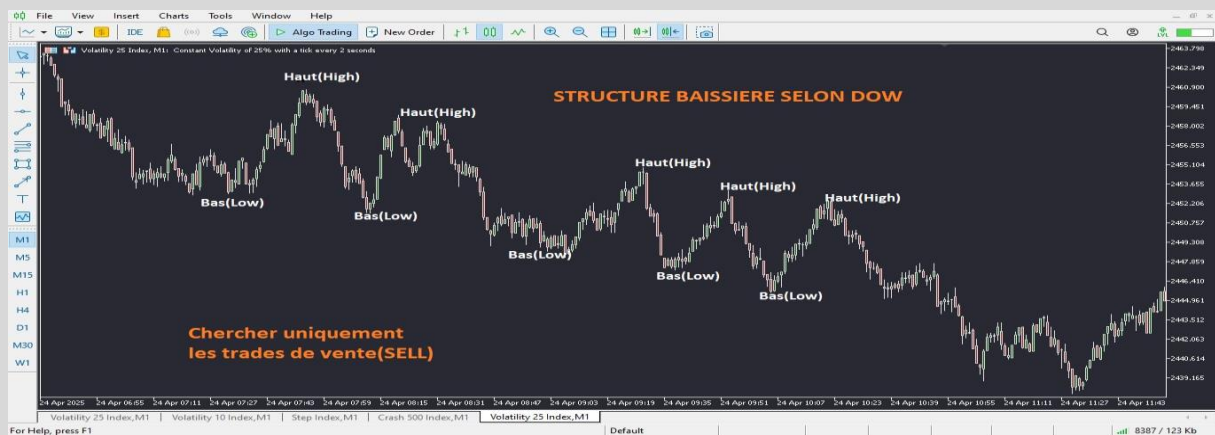 File View Insert Charts Tools Window Help
IDE Algo Trading New Order LVL
Volatility 25 Index, M1: Constant Volatility of 25% with a tick every 2 seconds
STRUCTURE BAISSIERE SELON DOW
Haut(High)
Haut(High)
Haut(High)
Haut(High)
Haut(High)
Bas(Low)
Bas(Low)
Bas(Low)
Bas(Low)
Bas(Low)
Chercher uniquement
les trades de vente(SELL)
M1
M5
M15
H1
H4
D1
M30
W1
2463.798
2462.349
2460.900
2459.451
2458.002
2456.553
2455.104
2453.655
2452.206
2450.757
2449.308
2447.859
2446.410
2444.961
2443.512
2442.063
2440.614
2439.165
24 Apr 2025 24 Apr 06:55 24 Apr 07:11 24 Apr 07:27 24 Apr 07:43 24 Apr 07:59 24 Apr 08:15 24 Apr 08:31 24 Apr 08:47 24 Apr 09:03 24 Apr 09:19 24 Apr 09:35 24 Apr 09:51 24 Apr 10:07 24 Apr 10:23 24 Apr 10:39 24 Apr 10:55 24 Apr 11:11 24 Apr 11:27 24 Apr 11:43
Volatility 25 Index,M1 Volatility 10 Index,M1 Step Index,M1 Crash 500 Index,M1 Volatility 25 Index,M1
For Help, press F1 Default 8387 / 123 Kb